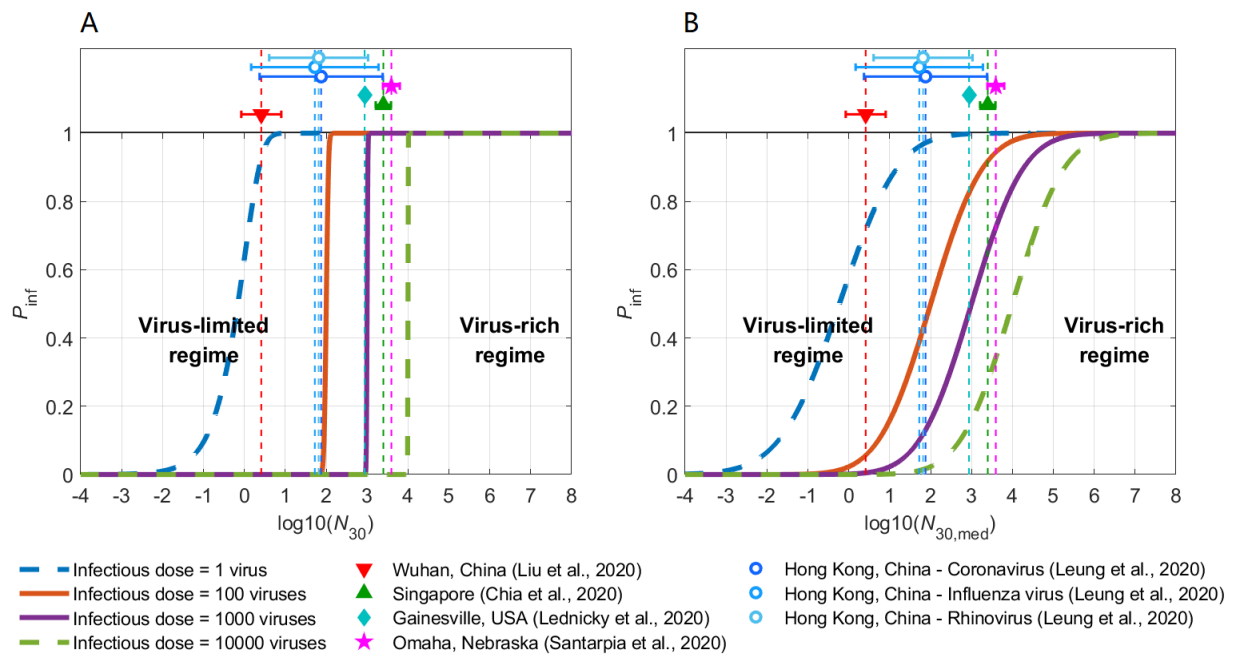 A
B
1
0.8
0.6
0.4
0.2
0
Pinf
Virus-limited
regime
Virus-rich
regime
-4 -3 -2 -1 0 1 2 3 4 5 6 7 8
log10(N30)
1
0.8
0.6
0.4
0.2
0
Pinf
Virus-limited
regime
Virus-rich
regime
-4 -3 -2 -1 0 1 2 3 4 5 6 7 8
log10(N30,med)
Infectious dose = 1 virus
Infectious dose = 100 viruses
Infectious dose = 1000 viruses
Infectious dose = 10000 viruses
Wuhan, China (Liu et al., 2020)
Singapore (Chia et al., 2020)
Gainesville, USA (Lednicky et al., 2020)
Omaha, Nebraska (Santarpia et al., 2020)
Hong Kong, China - Coronavirus (Leung et al., 2020)
Hong Kong, China - Influenza virus (Leung et al., 2020)
Hong Kong, China - Rhinovirus (Leung et al., 2020)